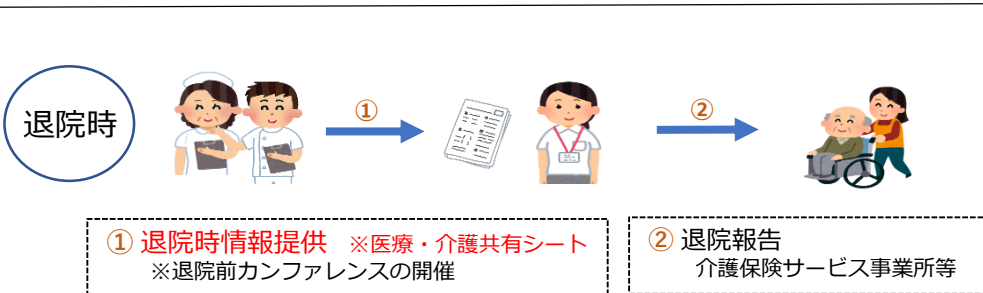 退院時
①
②
① 退院時情報提供 ※医療・介護共有シート
※退院前カンファレンスの開催
② 退院報告
介護保険サービス事業所等